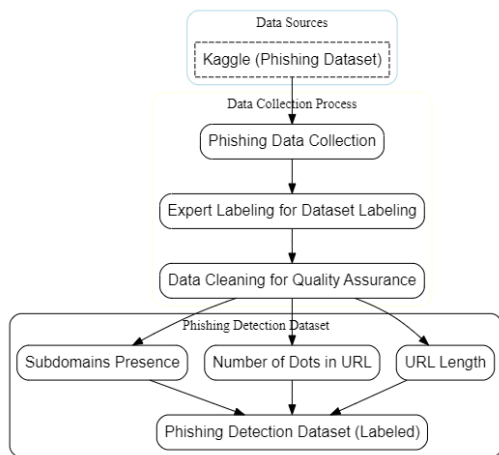 Data Sources
Kaggle (Phishing Dataset)
Data Collection Process
Phishing Data Collection
Expert Labeling for Dataset Labeling
Data Cleaning for Quality Assurance
Phishing Detection Dataset
Subdomains Presence
Number of Dots in URL
URL Length
Phishing Detection Dataset (Labeled)